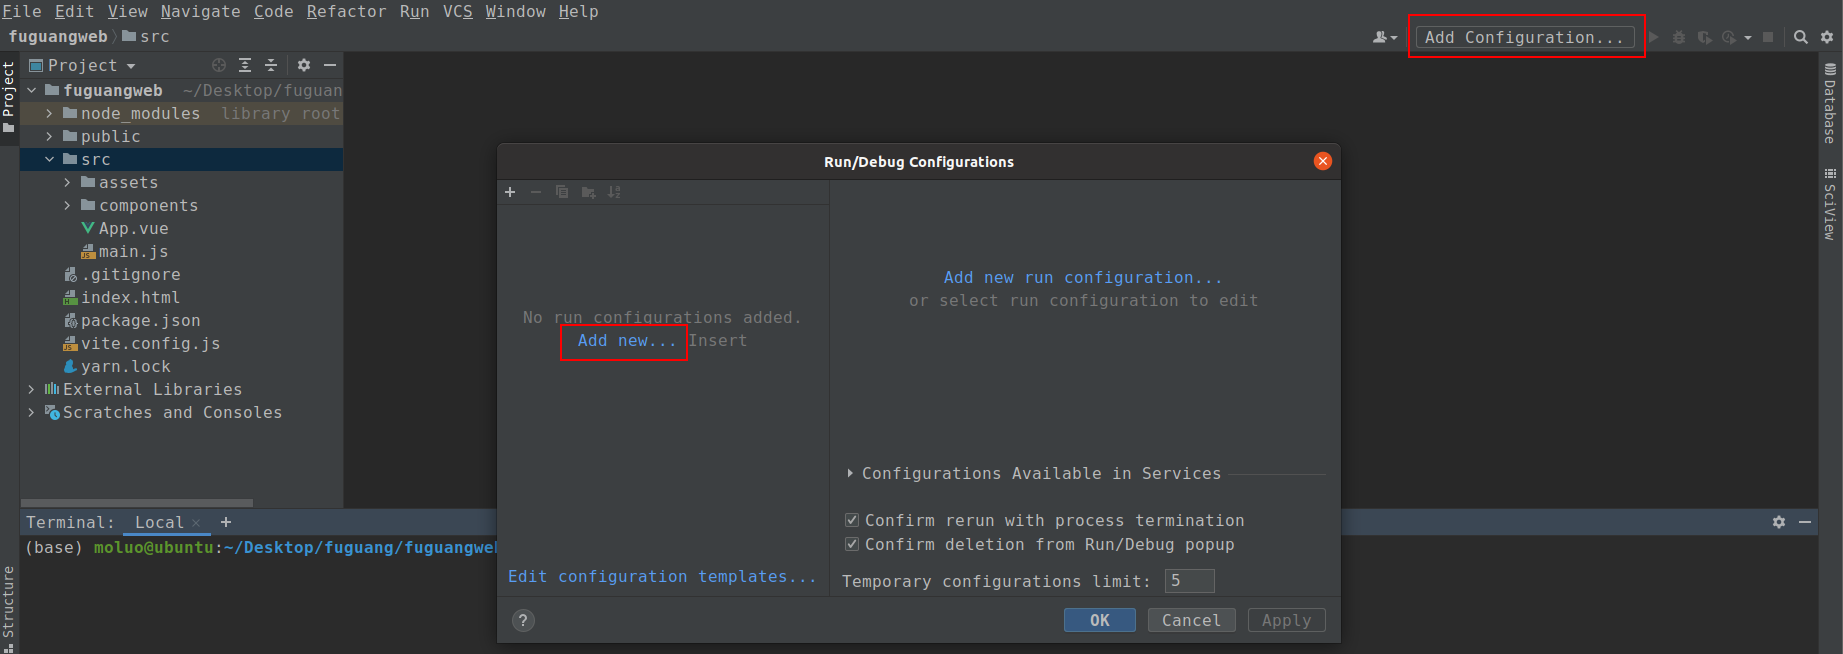 File Edit View Navigate Code Refactor Run VCS Window Help
fuguangweb src
Add Configuration...
Project
Project
fuguangweb ~/Desktop/fuguan
node_modules library root
public
src
assets
components
App.vue
main.js
.gitignore
index.html
package.json
vite.config.js
yarn.lock
External Libraries
Scratches and Consoles
Database
SciView
Run/Debug Configurations
No run configurations added.
Add new... Insert
Edit configuration templates...
Add new run configuration...
or select run configuration to edit
Configurations Available in Services
Confirm rerun with process termination
Confirm deletion from Run/Debug popup
Temporary configurations limit: 5
? OK Cancel Apply
Terminal: Local
(base) moluo@ubuntu:~/Desktop/fuguang/fuguangweb
Structure